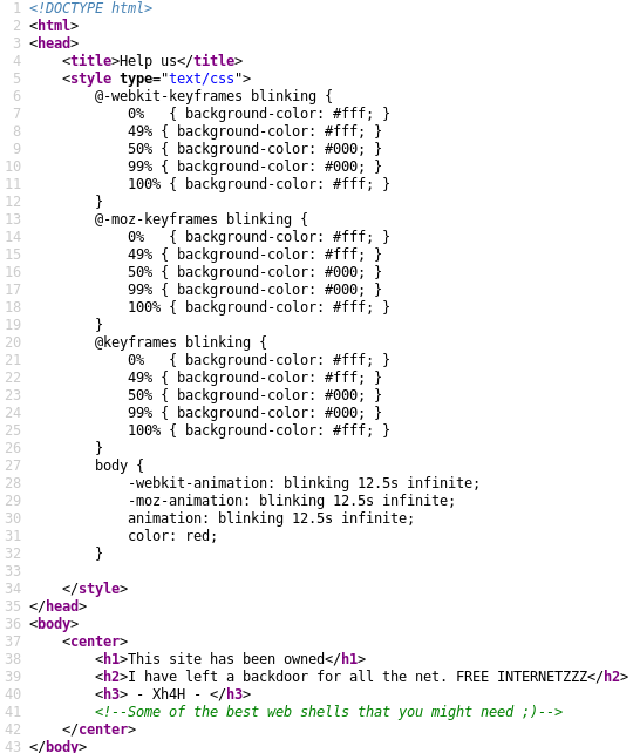 1 <!DOCTYPE html>
2 <html>
3 <head>
4     <title>Help us</title>
5     <style type="text/css">
6         @-webkit-keyframes blinking {
7             0%   { background-color: #fff; }
8             49% { background-color: #fff; }
9             50% { background-color: #000; }
10             99% { background-color: #000; }
11             100% { background-color: #fff; }
12         }
13         @-moz-keyframes blinking {
14             0%   { background-color: #fff; }
15             49% { background-color: #fff; }
16             50% { background-color: #000; }
17             99% { background-color: #000; }
18             100% { background-color: #fff; }
19         }
20         @keyframes blinking {
21             0%   { background-color: #fff; }
22             49% { background-color: #fff; }
23             50% { background-color: #000; }
24             99% { background-color: #000; }
25             100% { background-color: #fff; }
26         }
27         body {
28             -webkit-animation: blinking 12.5s infinite;
29             -moz-animation: blinking 12.5s infinite;
30             animation: blinking 12.5s infinite;
31             color: red;
32         }
33
34     </style>
35 </head>
36 <body>
37     <center>
38         <h1>This site has been owned</h1>
39         <h2>I have left a backdoor for all the net. FREE INTERNETZZZ</h2>
40         <h3> - Xh4H - </h3>
41         <!--Some of the best web shells that you might need ;)-->
42     </center>
43 </body>